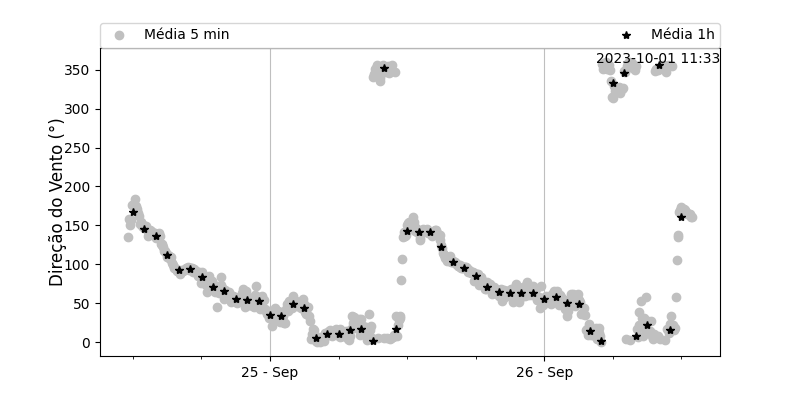 Média 5 min
Média 1h
2023-10-01 11:33
Direção do Vento (°)
350
300
250
200
150
100
50
0
25 - Sep
26 - Sep